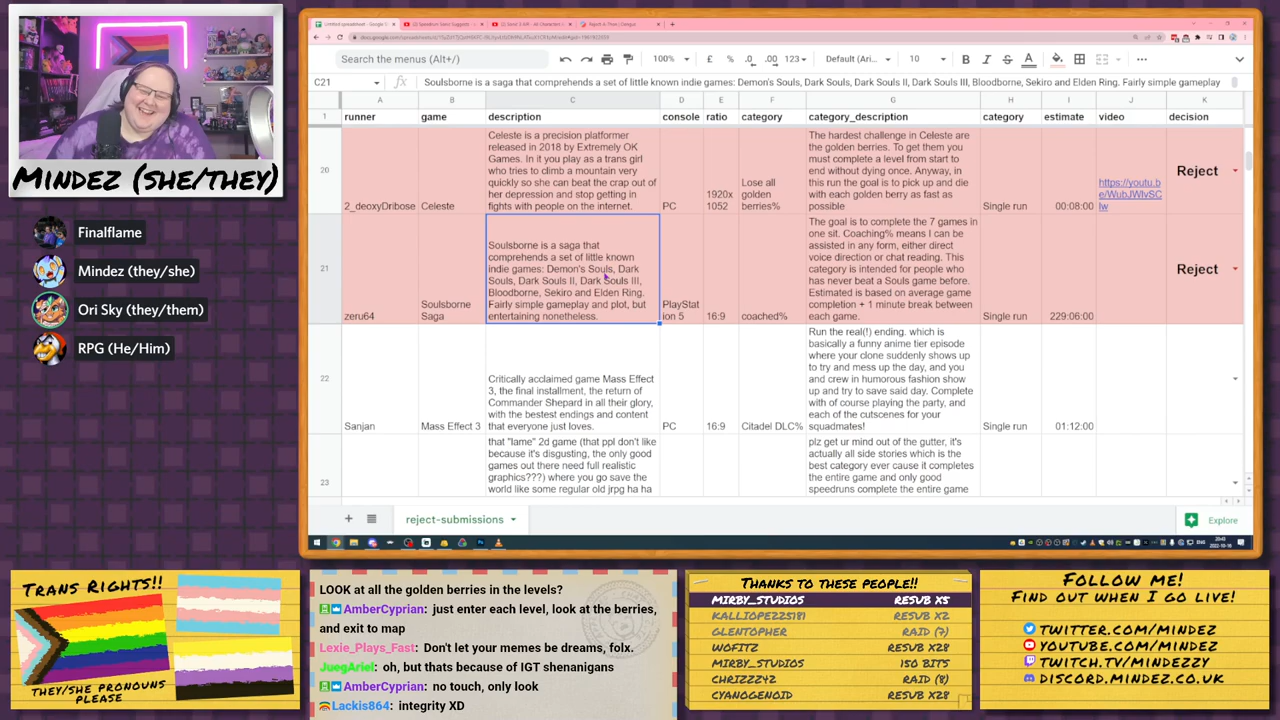 Search the menus (Alt+/)
100%
£
%
.0
.00
123
Default (Ari...
10
B
I
S
A
C21
fx
Soulsborne is a saga that comprehends a set of little known indie games: Demon's Souls, Dark Souls, Dark Souls II, Dark Souls III, Bloodborne, Sekiro and Elden Ring. Fairly simple gameplay
A B C D E F G H I J K
1 runner game description console ratio category category_description category estimate video decision
20
2_deoxyDribose
Celeste
Celeste is a precision platformer
released in 2018 by Extremely OK
Games. In it you play as a trans girl
who tries to climb a mountain very
quickly so she can beat the crap out of
her depression and stop getting in
fights with people on the internet.
PC
1920x
1052
Lose all
golden
berries%
The hardest challenge in Celeste are
the golden berries. To get them you
must complete a level from start to
end without dying once. Anyway, in
this run the goal is to pick up and die
with each golden berry as fast as
possible
Single run
00:08:00
https://youtu.b
e/WubJWIvSC
Iw
Reject
21
zeru64
Soulsborne
Saga
Soulsborne is a saga that
comprehends a set of little known
indie games: Demon's Souls, Dark
Souls, Dark Souls II, Dark Souls III,
Bloodborne, Sekiro and Elden Ring.
Fairly simple gameplay and plot, but
entertaining nonetheless.
PlayStat
ion 5
16:9
coached%
The goal is to complete the 7 games in
one sit. Coaching% means I can be
assisted in any form, either direct
voice direction or chat reading. This
category is intended for people who
has never beat a Souls game before.
Estimated is based on average game
completion + 1 minute break between
each game.
Single run
229:06:00
Reject
22
Sanjan
Mass Effect 3
Critically acclaimed game Mass Effect
3, the final installment, the return of
Commander Shepard in all their glory,
with the bestest endings and content
that everyone just loves.
PC
16:9
Citadel DLC%
Run the real(!) ending. which is
basically a funny anime tier episode
where your clone suddenly shows up
to try and mess up the day, and you
and crew in humorous fashion show
up and try to save said day. Complete
with of course playing the party, and
each of the cutscenes for your
squadmates!
Single run
01:12:00
23
that "lame" 2d game (that ppl don't like
because it's disgusting, the only good
games out there need full realistic
graphics???) where you go save the
world like some regular old jrpg ha ha
plz get ur mind out of the gutter, it's
actually all side stories which is the
best category ever cause it completes
the entire game and only good
speedruns complete the entire game
reject-submissions
Explore
Mindez (she/they)
Finalflame
Mindez (they/she)
Ori Sky (they/them)
RPG (He/Him)
Trans Rights!!
They/She pronouns
please
LOOK at all the golden berries in the levels?
AmberCyprian: just enter each level, look at the berries,
and exit to map
Lexie_Plays_Fast: Don't let your memes be dreams, folx.
JuegAriel: oh, but thats because of IGT shenanigans
AmberCyprian: no touch, only look
Lackis864: integrity XD
Thanks to these people!!
Mirby_Studios Resub x5
Kalliopezzs181 Resub x2
Glentopher Raid (7)
Wofitz Resub x28
Mirby_Studios 150 bits
Chrizzz42 Raid (8)
Cyanogenoid Resub x28
Follow me!
Find out when I go live!
twitter.com/mindez
youtube.com/mindez
twitch.tv/mindezzy
discord.mindez.co.uk